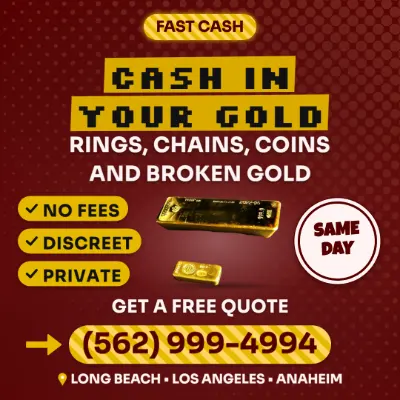 FAST CASH
CASH IN
YOUR GOLD
RINGS, CHAINS, COINS
AND BROKEN GOLD
✓ NO FEES
✓ DISCREET
✓ PRIVATE
SAME
DAY
GET A FREE QUOTE
→ (562) 999-4994
LONG BEACH • LOS ANGELES • ANAHEIM